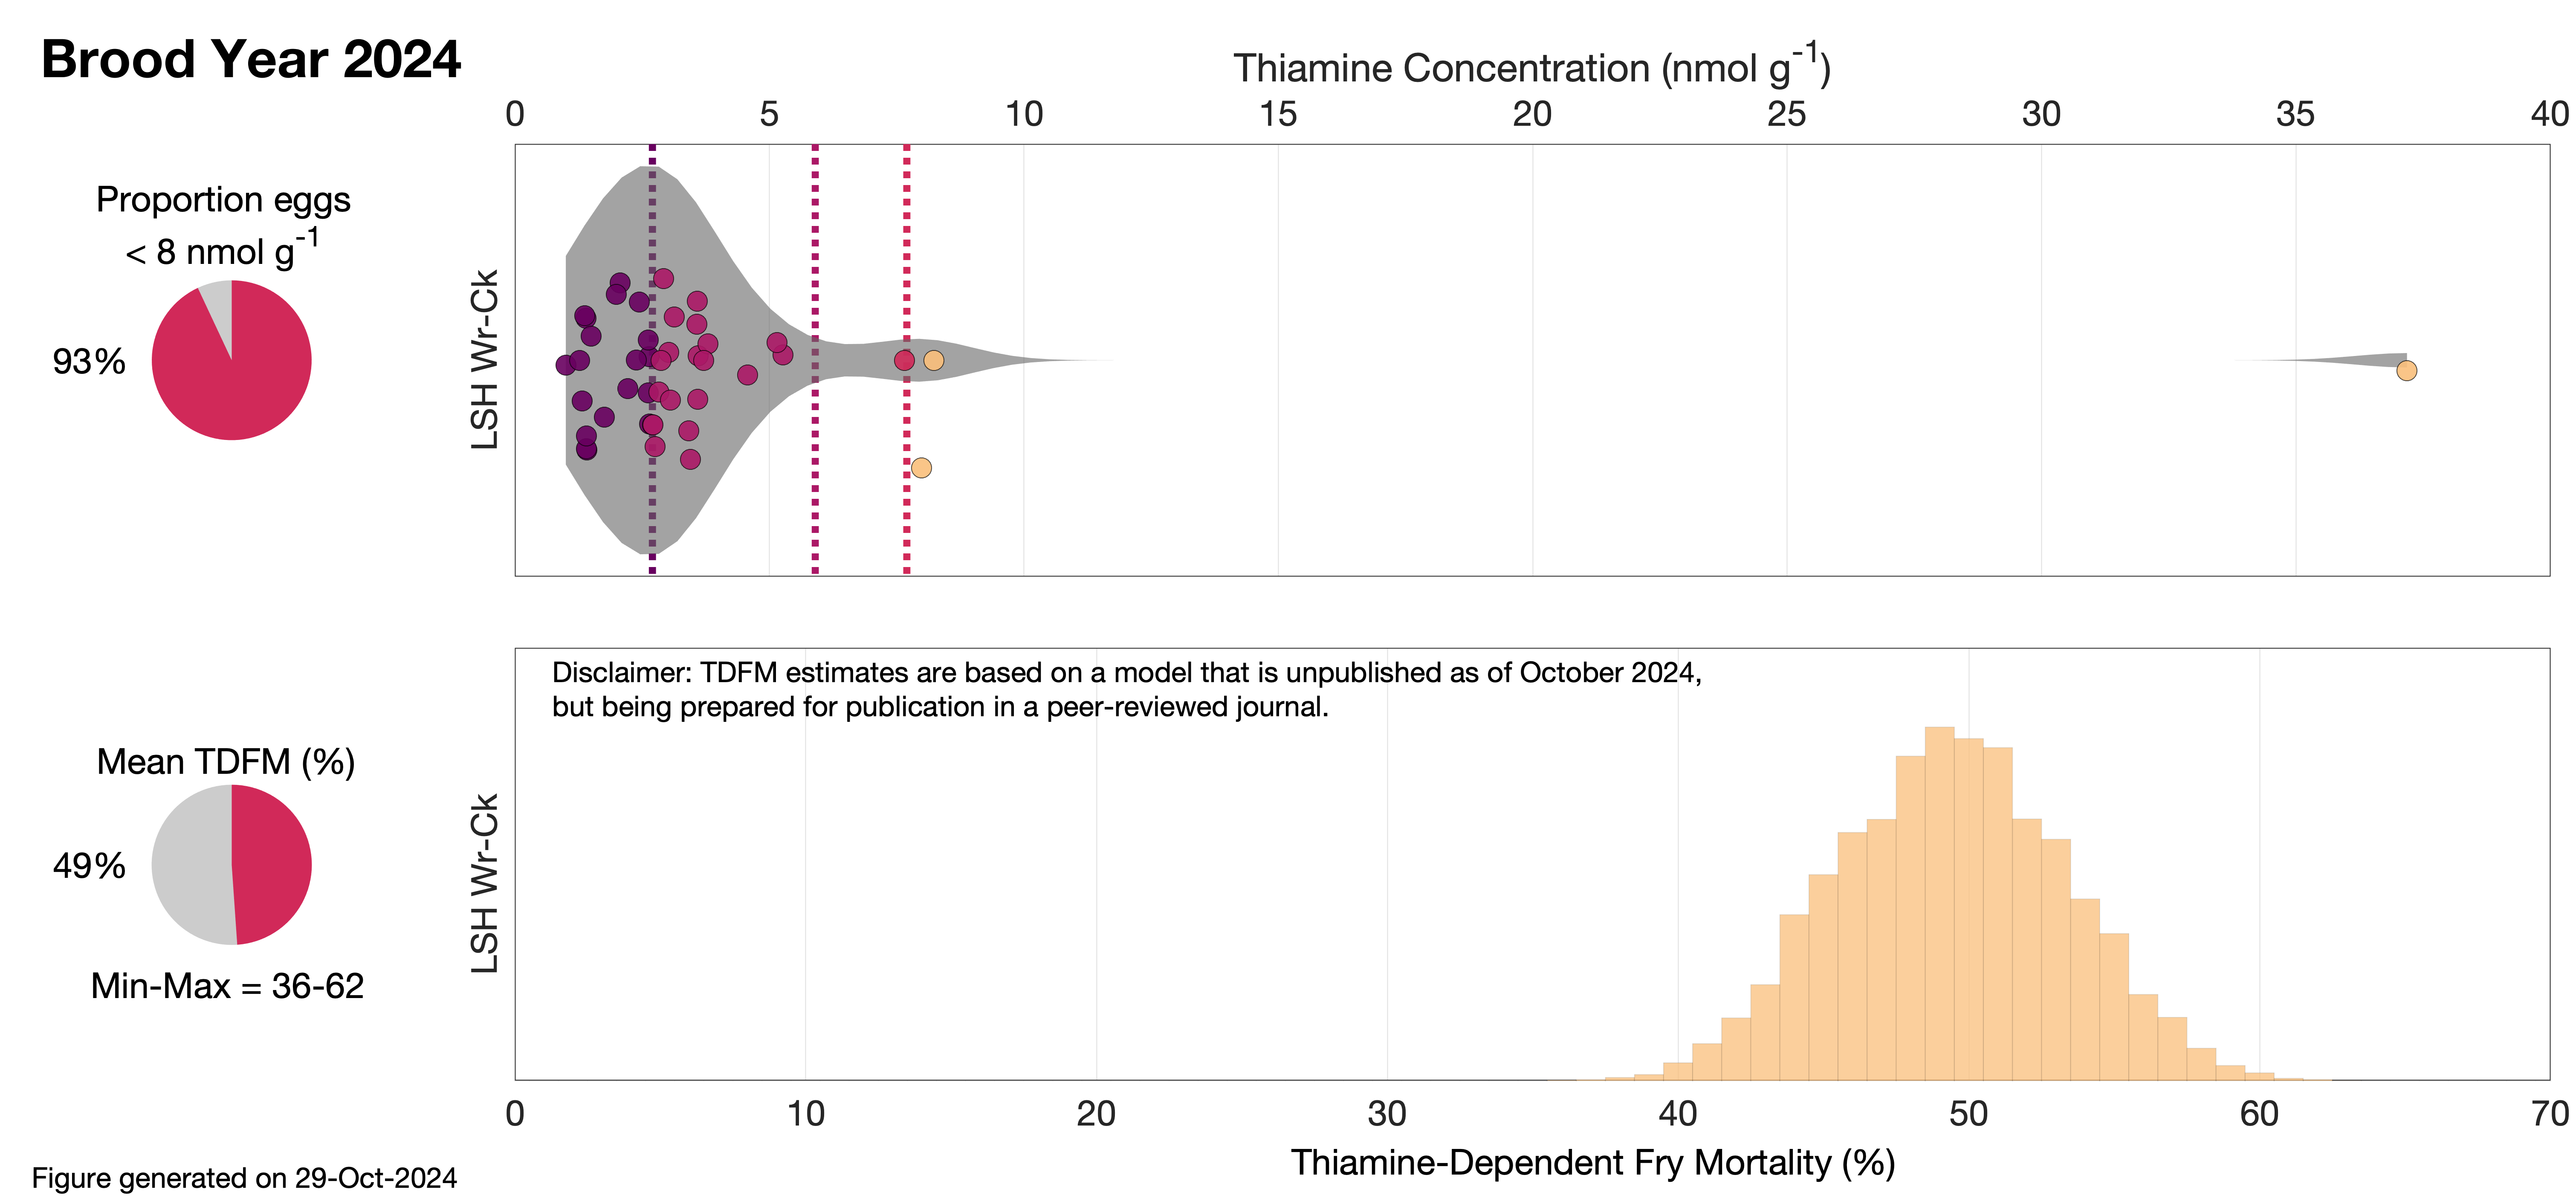 Brood Year 2024
Thiamine Concentration (nmol g⁻¹)
0 5 10 15 20 25 30 35 40
Proportion eggs
< 8 nmol g⁻¹
93%
LSH Wr-Ck
Disclaimer: TDFM estimates are based on a model that is unpublished as of October 2024,
but being prepared for publication in a peer-reviewed journal.
Mean TDFM (%)
49%
Min-Max = 36-62
LSH Wr-Ck
0 10 20 30 40 50 60 70
Thiamine-Dependent Fry Mortality (%)
Figure generated on 29-Oct-2024